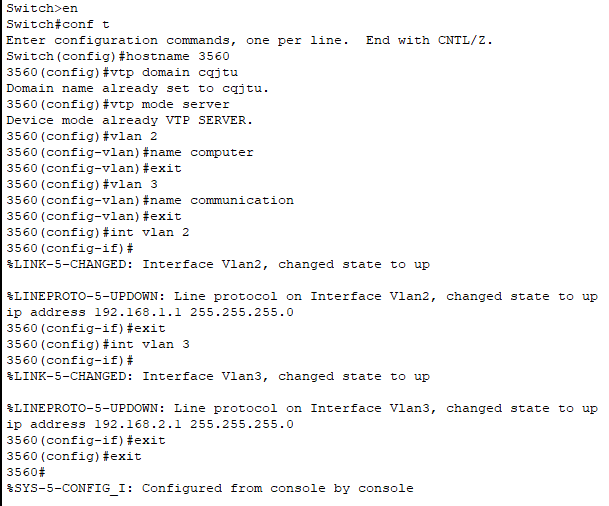 Switch>en
Switch#conf t
Enter configuration commands, one per line.  End with CNTL/Z.
Switch(config)#hostname 3560
3560(config)#vtp domain cqjtu
Domain name already set to cqjtu.
3560(config)#vtp mode server
Device mode already VTP SERVER.
3560(config)#vlan 2
3560(config-vlan)#name computer
3560(config-vlan)#exit
3560(config)#vlan 3
3560(config-vlan)#name communication
3560(config-vlan)#exit
3560(config)#int vlan 2
3560(config-if)#
%LINK-5-CHANGED: Interface Vlan2, changed state to up

%LINEPROTO-5-UPDOWN: Line protocol on Interface Vlan2, changed state to up
ip address 192.168.1.1 255.255.255.0
3560(config-if)#exit
3560(config)#int vlan 3
3560(config-if)#
%LINK-5-CHANGED: Interface Vlan3, changed state to up

%LINEPROTO-5-UPDOWN: Line protocol on Interface Vlan3, changed state to up
ip address 192.168.2.1 255.255.255.0
3560(config-if)#exit
3560(config)#exit
3560#
%SYS-5-CONFIG_I: Configured from console by console